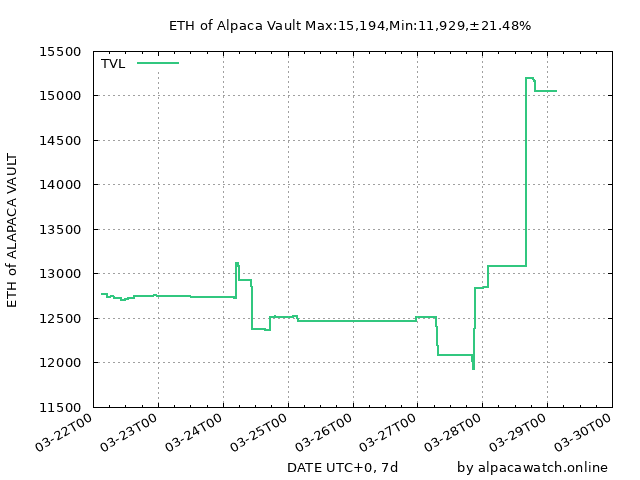 ETH of Alpaca Vault Max:15,194,Min:11,929,±21.48%
TVL
15500
15000
14500
14000
13500
13000
12500
12000
11500
ETH of ALAPACA VAULT
03-22T00
03-23T00
03-24T00
03-25T00
03-26T00
03-27T00
03-28T00
03-29T00
03-30T00
DATE UTC+0, 7d
by alpacawatch.online